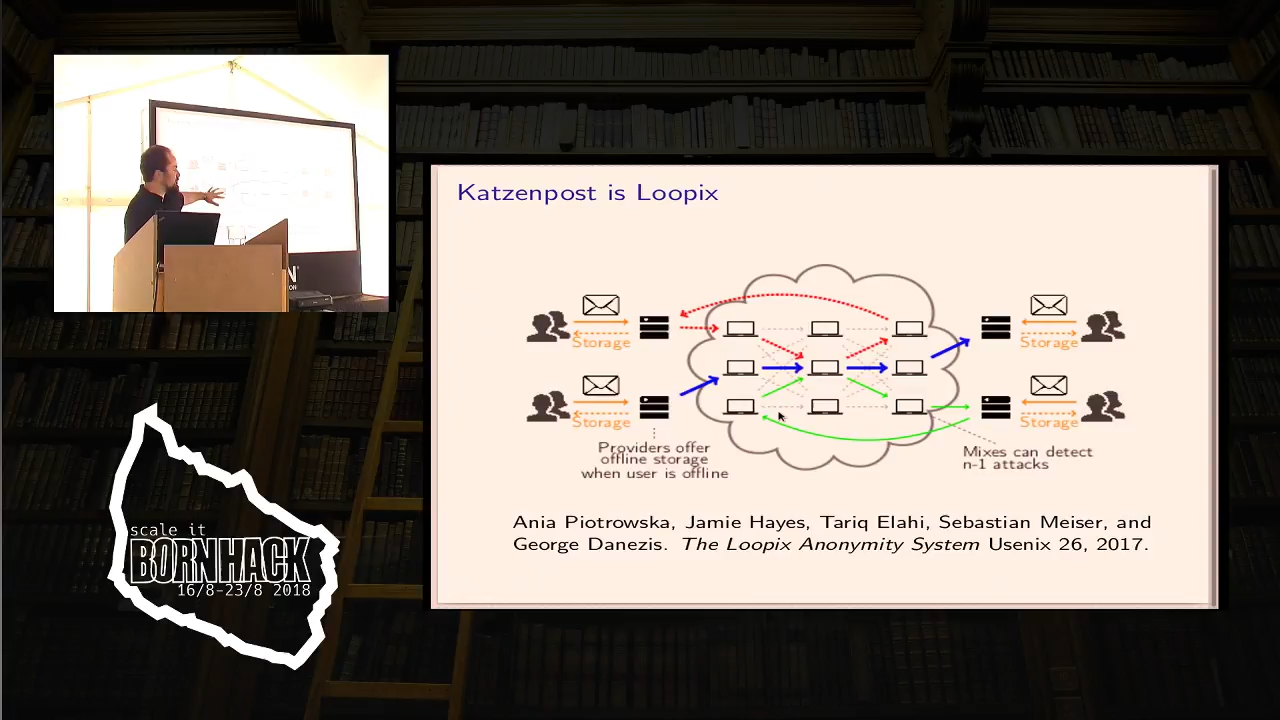 Katzenpost is Loopix
Storage
Storage
Storage
Storage
Providers offer
offline storage
when user is offline
Mixes can detect
n-1 attacks
Ania Piotrowska, Jamie Hayes, Tariq Elahi, Sebastian Meiser, and
George Danezis. The Loopix Anonymity System Usenix 26, 2017.
scale it
BORNHACK
16/8-23/8 2018